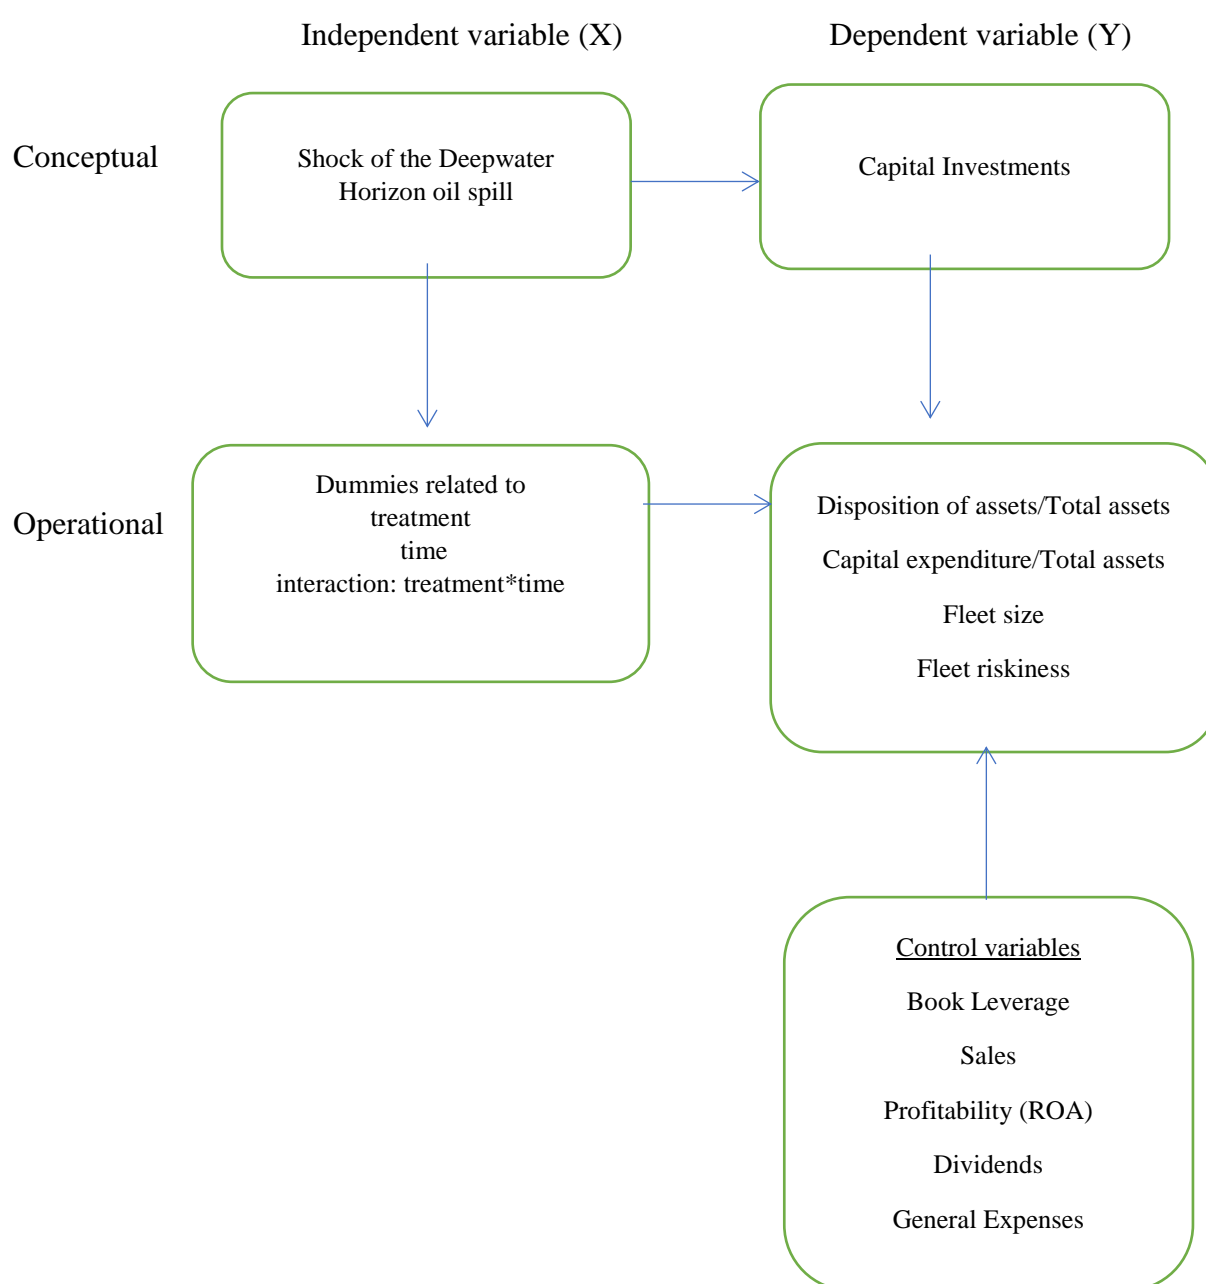 Independent variable (X)
Dependent variable (Y)
Conceptual
Shock of the Deepwater
Horizon oil spill
Capital Investments
Operational
Dummies related to
treatment
time
interaction: treatment*time
Disposition of assets/Total assets
Capital expenditure/Total assets
Fleet size
Fleet riskiness
Control variables
Book Leverage
Sales
Profitability (ROA)
Dividends
General Expenses